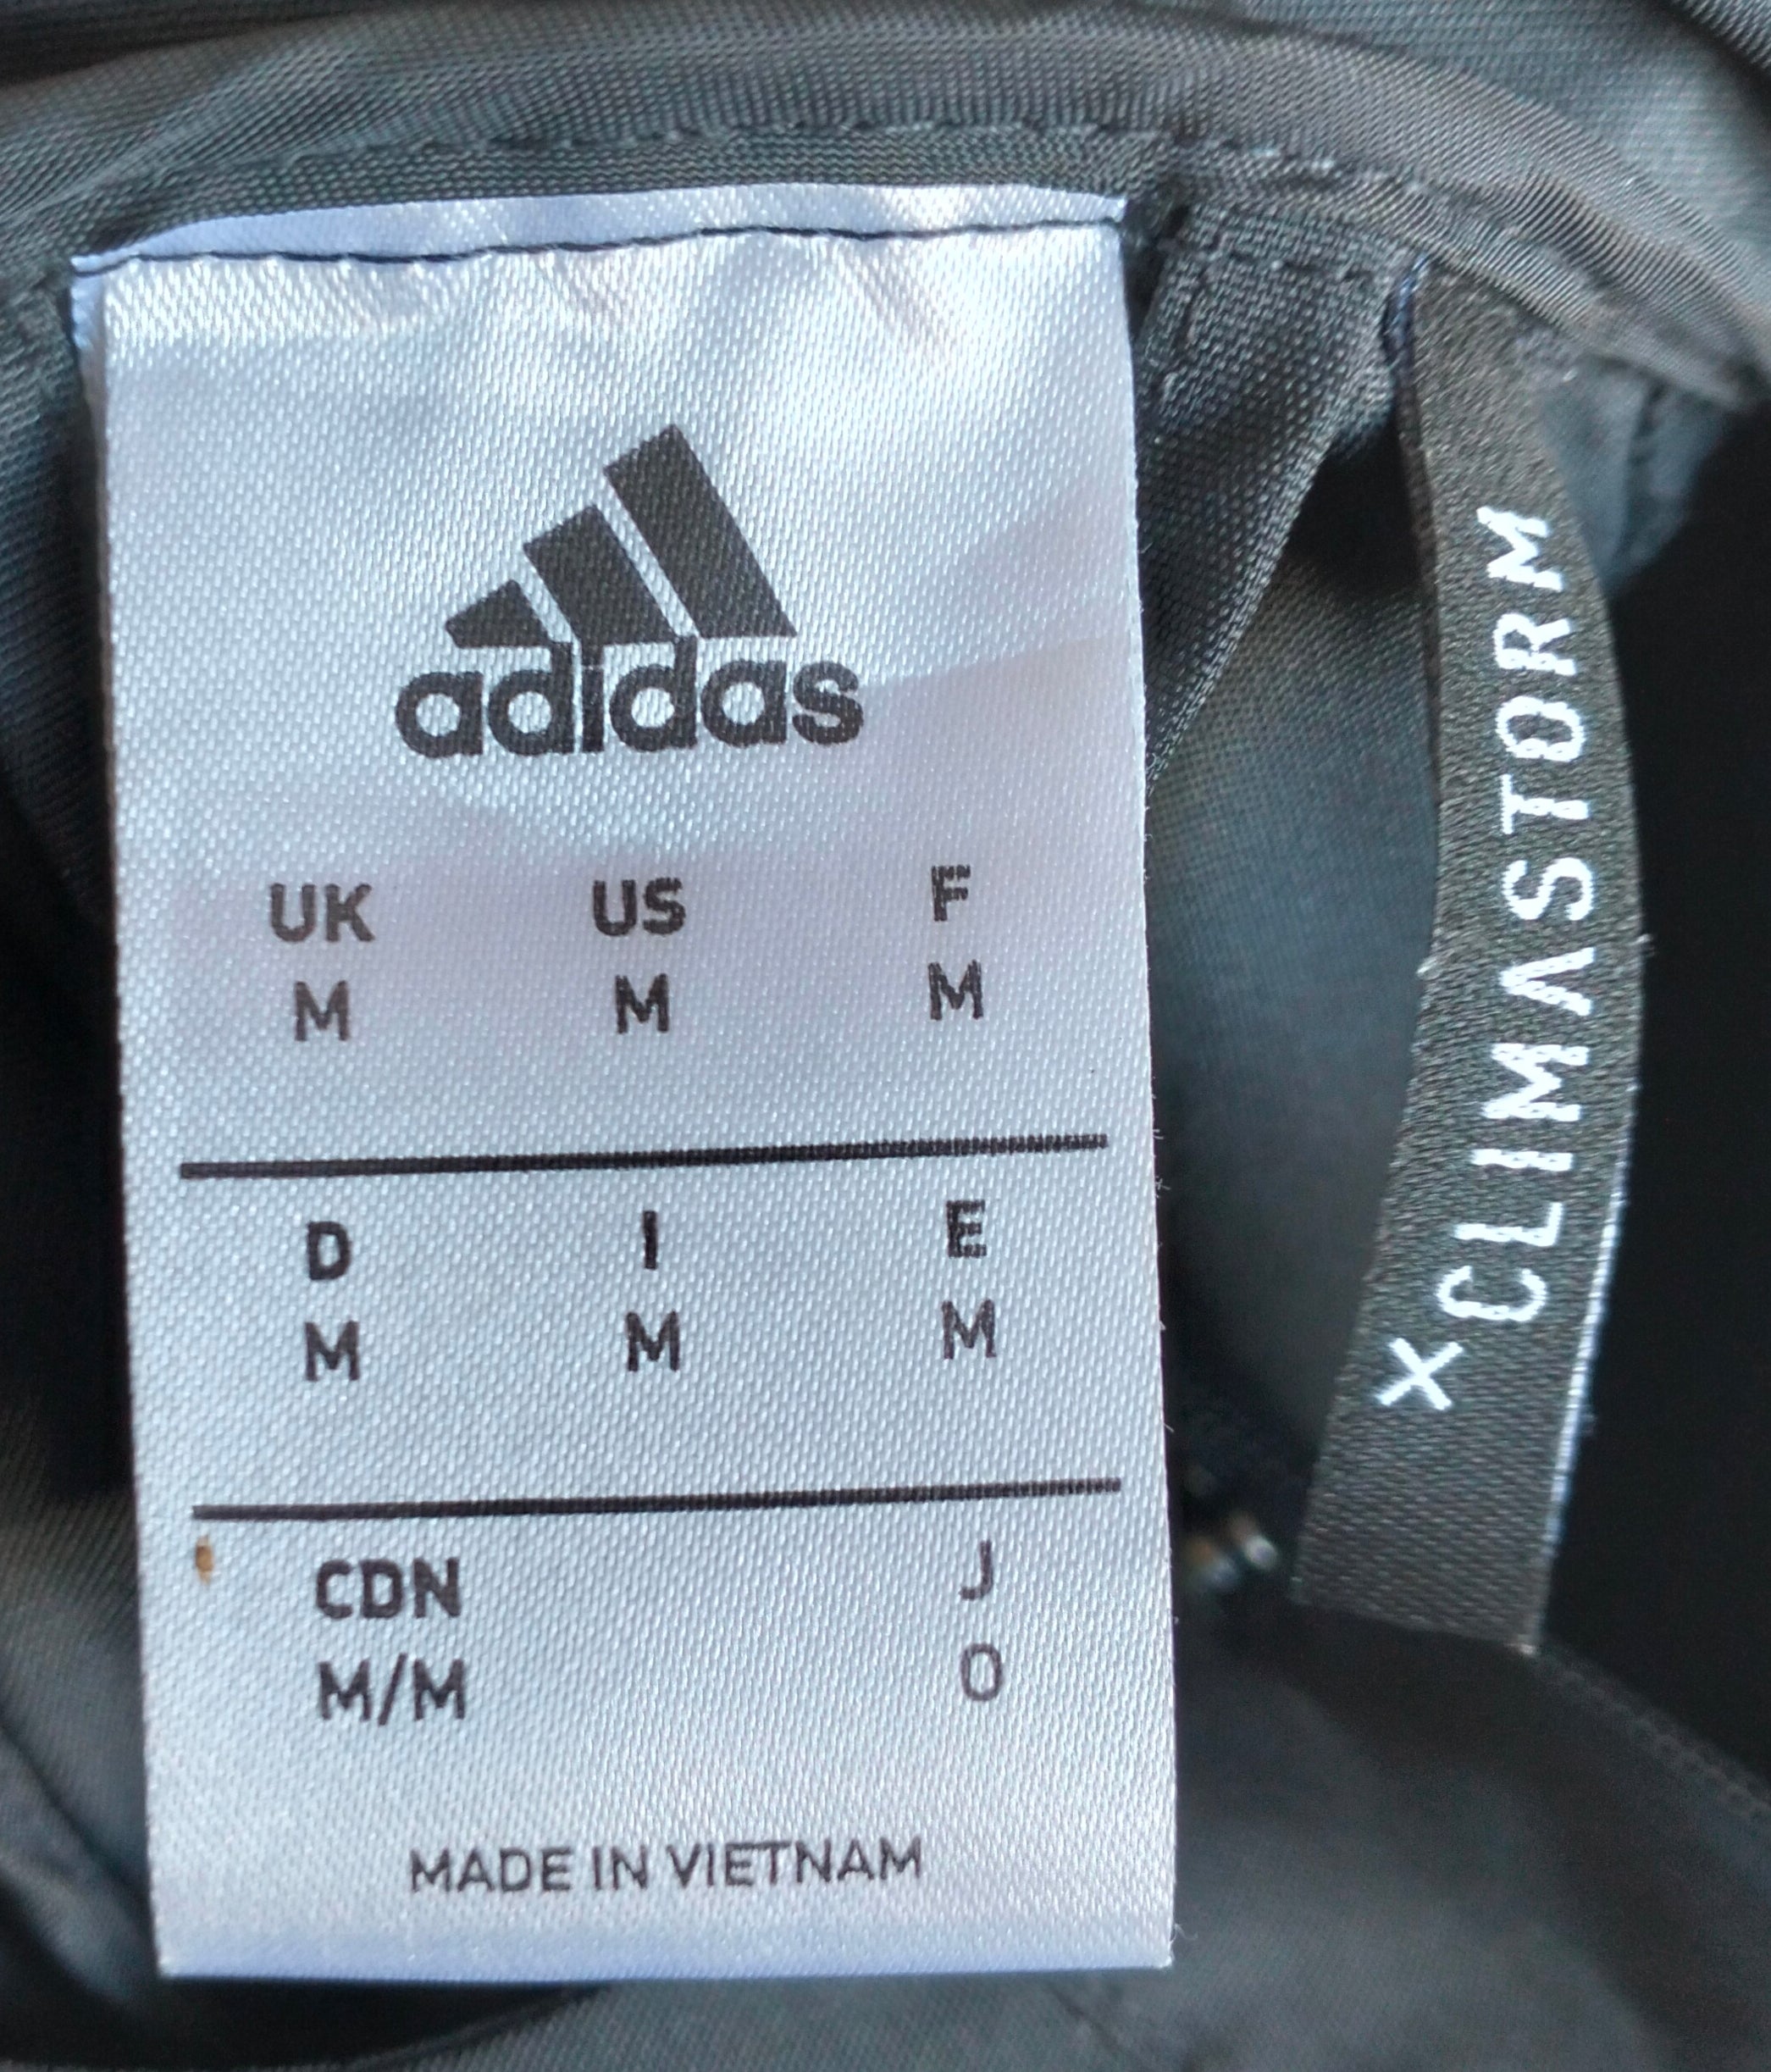 adidas
UK US F
M M M
D I E
M M M
CDN J
M/M O
MADE IN VIETNAM
X CLIMASTORM